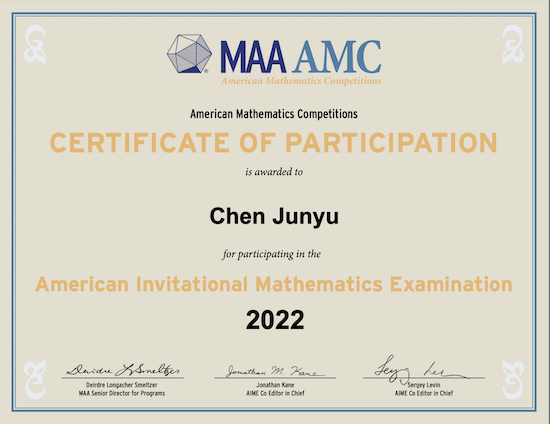 MAA AMC
American Mathematics Competitions
American Mathematics Competitions
CERTIFICATE OF PARTICIPATION
is awarded to
Chen Junyu
for participating in the
American Invitational Mathematics Examination
2022
Deirdre L Smeltzer Jonathan M. Kane
Deirdre Longacher Smeltzer Jonathan Kane Sergey Levin
MAA Senior Director for Programs AIME Co Editor in Chief AIME Co Editor in Chief